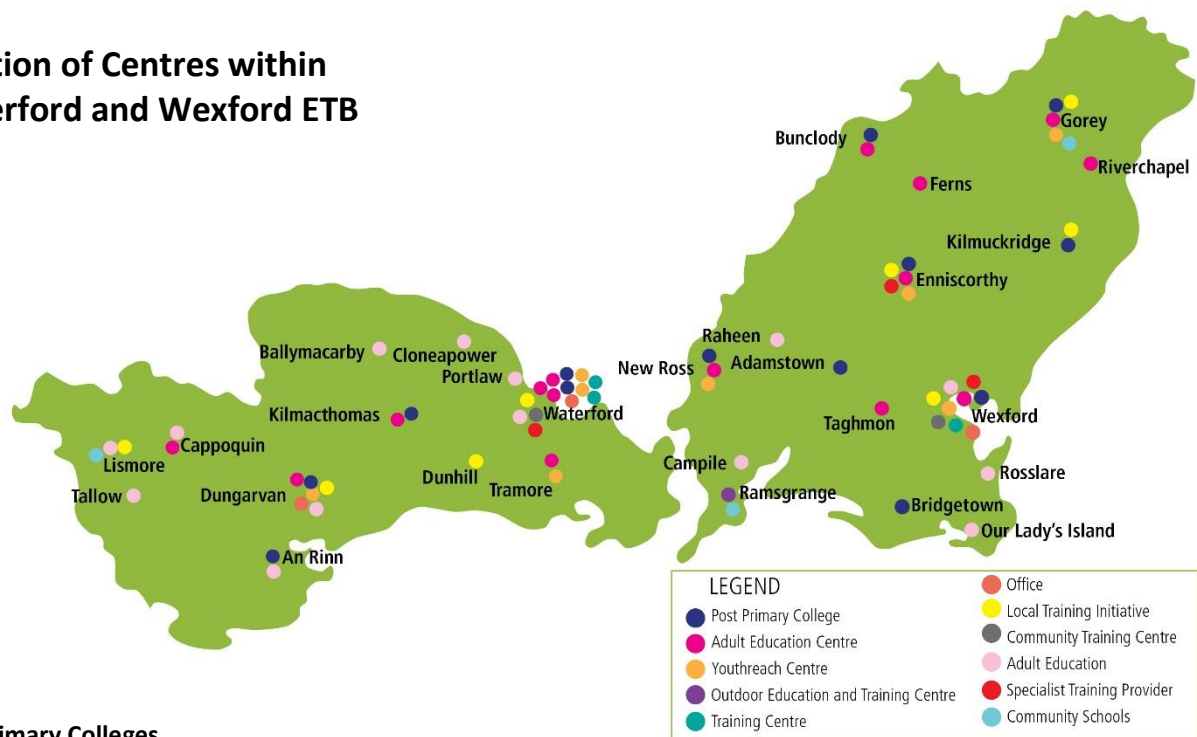 tion of Centres within
erford and Wexford ETB
Bunclody
Gorey
Riverchapel
Ferns
Kilmuckridge
Enniscorthy
Raheen
Adamstown
New Ross
Ballymacarby
Cloneapower
Portlaw
Kilmacthomas
Waterford
Taghmon
Wexford
Cappoquin
Lismore
Tallow
Dungarvan
Dunhill
Tramore
Campile
Ramsgrange
Rosslare
Bridgetown
Our Lady's Island
An Rinn
LEGEND
Post Primary College
Adult Education Centre
Youthreach Centre
Outdoor Education and Training Centre
Training Centre
Office
Local Training Initiative
Community Training Centre
Adult Education
Specialist Training Provider
Community Schools
imary Colleges